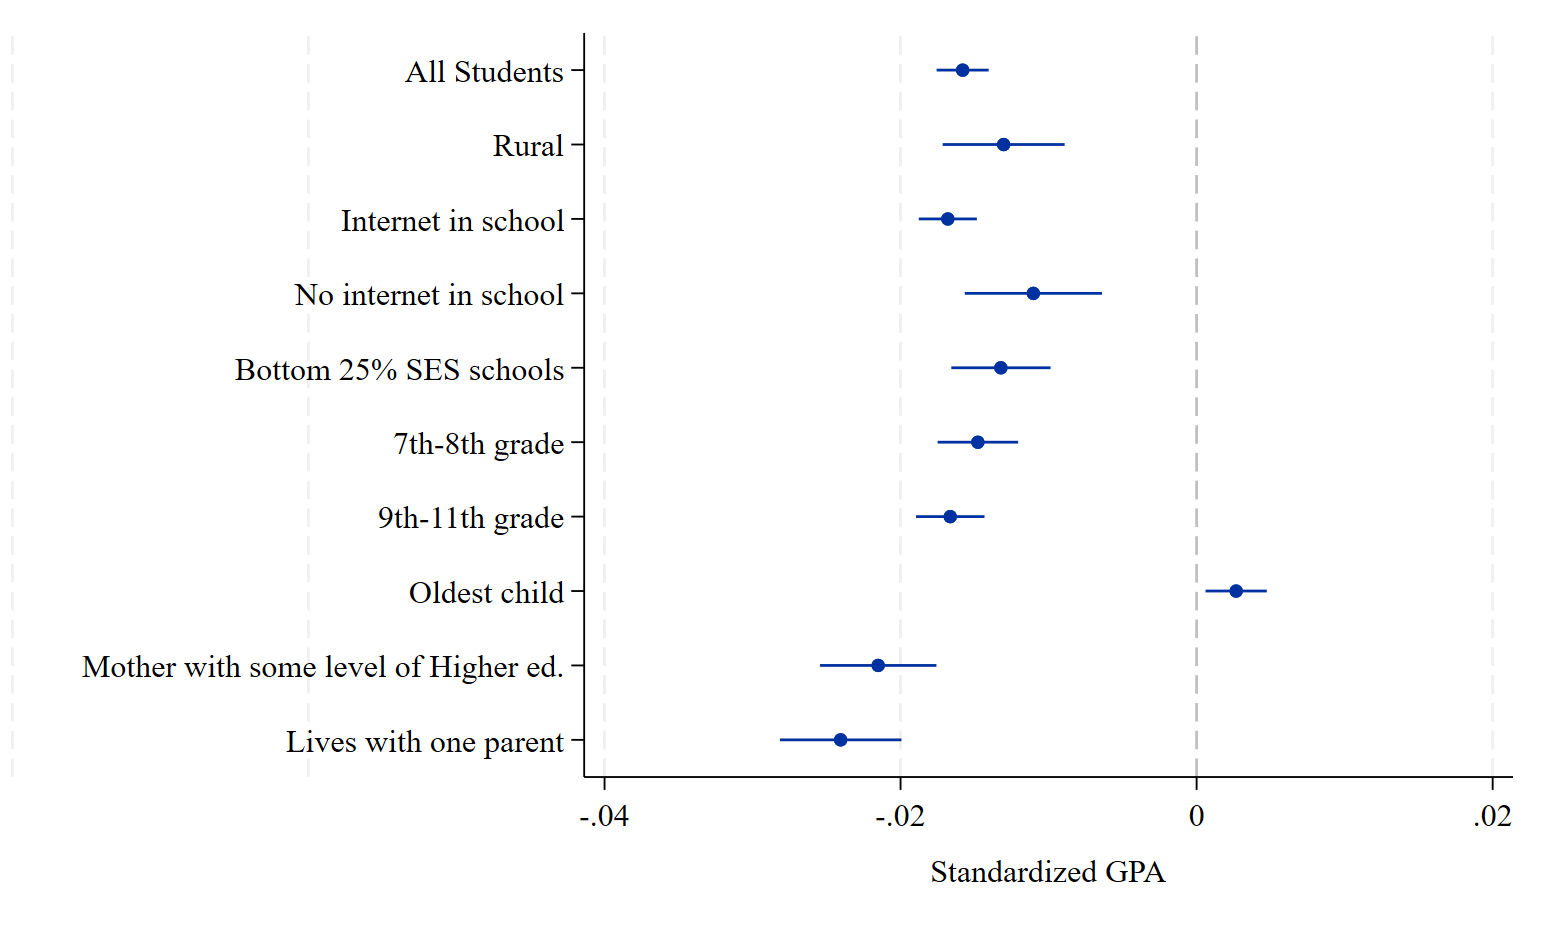 All Students
Rural
Internet in school
No internet in school
Bottom 25% SES schools
7th-8th grade
9th-11th grade
Oldest child
Mother with some level of Higher ed.
Lives with one parent
-.04 -.02 0 .02
Standardized GPA